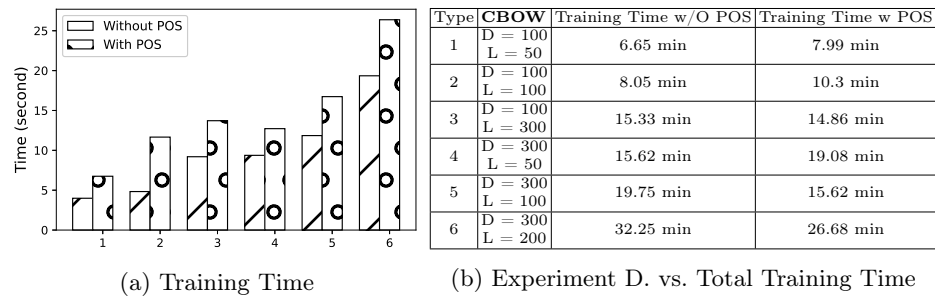 Time (second)
25
20
15
10
5
0
Without POS
With POS
1 2 3 4 5 6
(a) Training Time
Type CBOW Training Time w/O POS Training Time w POS
1 D = 100 L = 50 6.65 min 7.99 min
2 D = 100 L = 100 8.05 min 10.3 min
3 D = 100 L = 300 15.33 min 14.86 min
4 D = 300 L = 50 15.62 min 19.08 min
5 D = 300 L = 100 19.75 min 15.62 min
6 D = 300 L = 200 32.25 min 26.68 min
(b) Experiment D. vs. Total Training Time